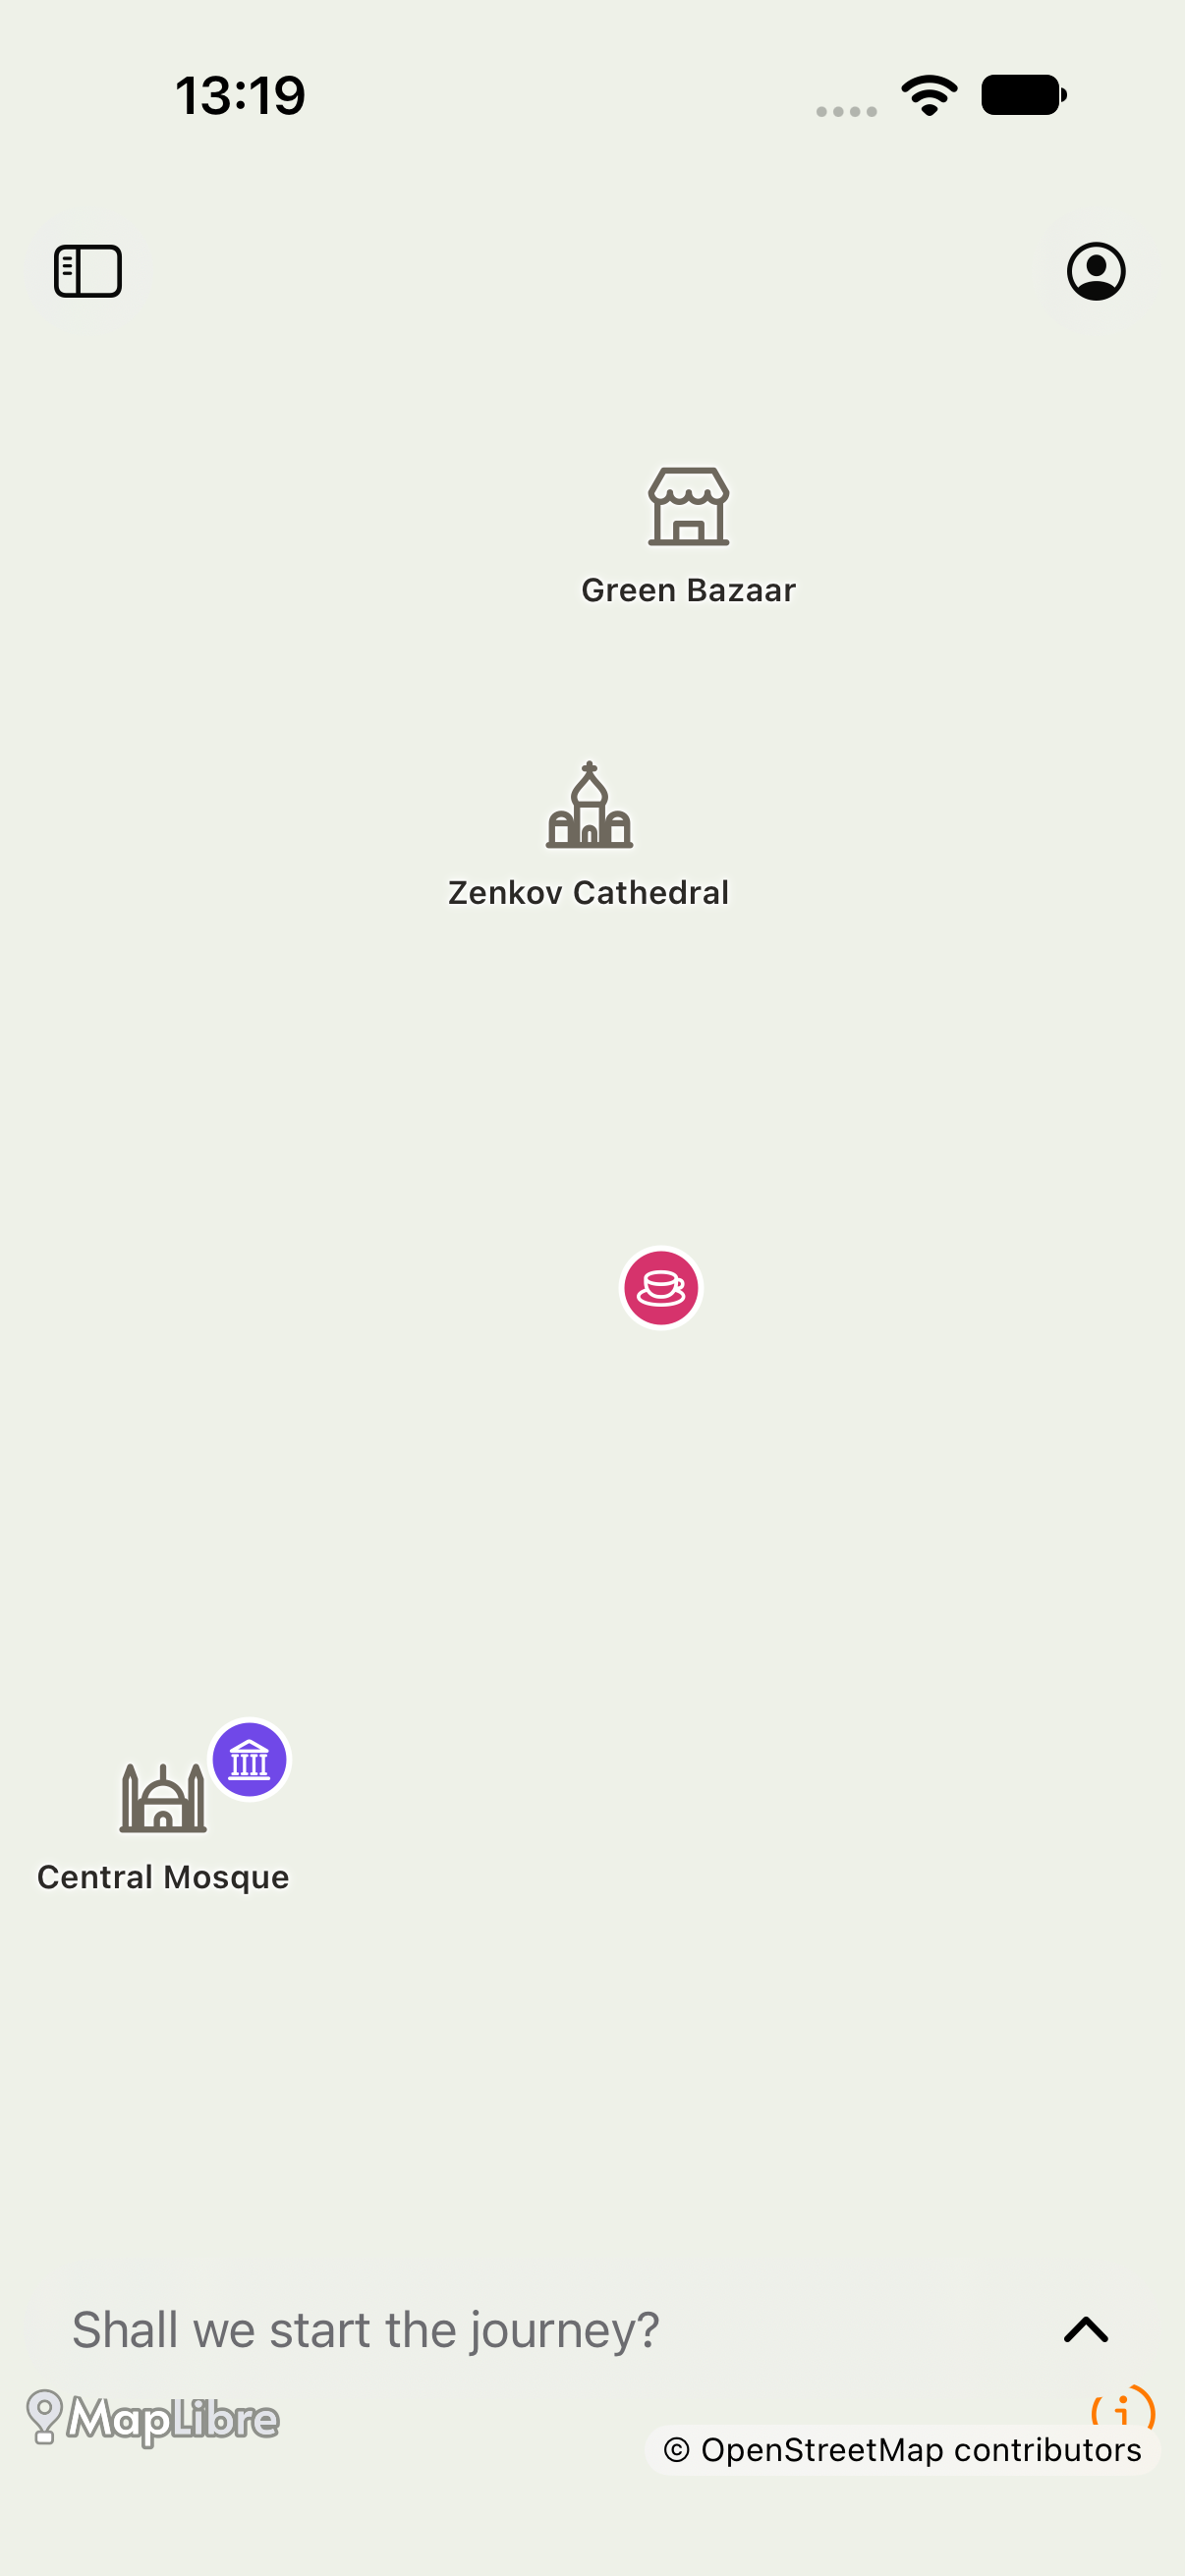 13:19
Green Bazaar
Zenkov Cathedral
Central Mosque
Shall we start the journey?
MapLibre
© OpenStreetMap contributors